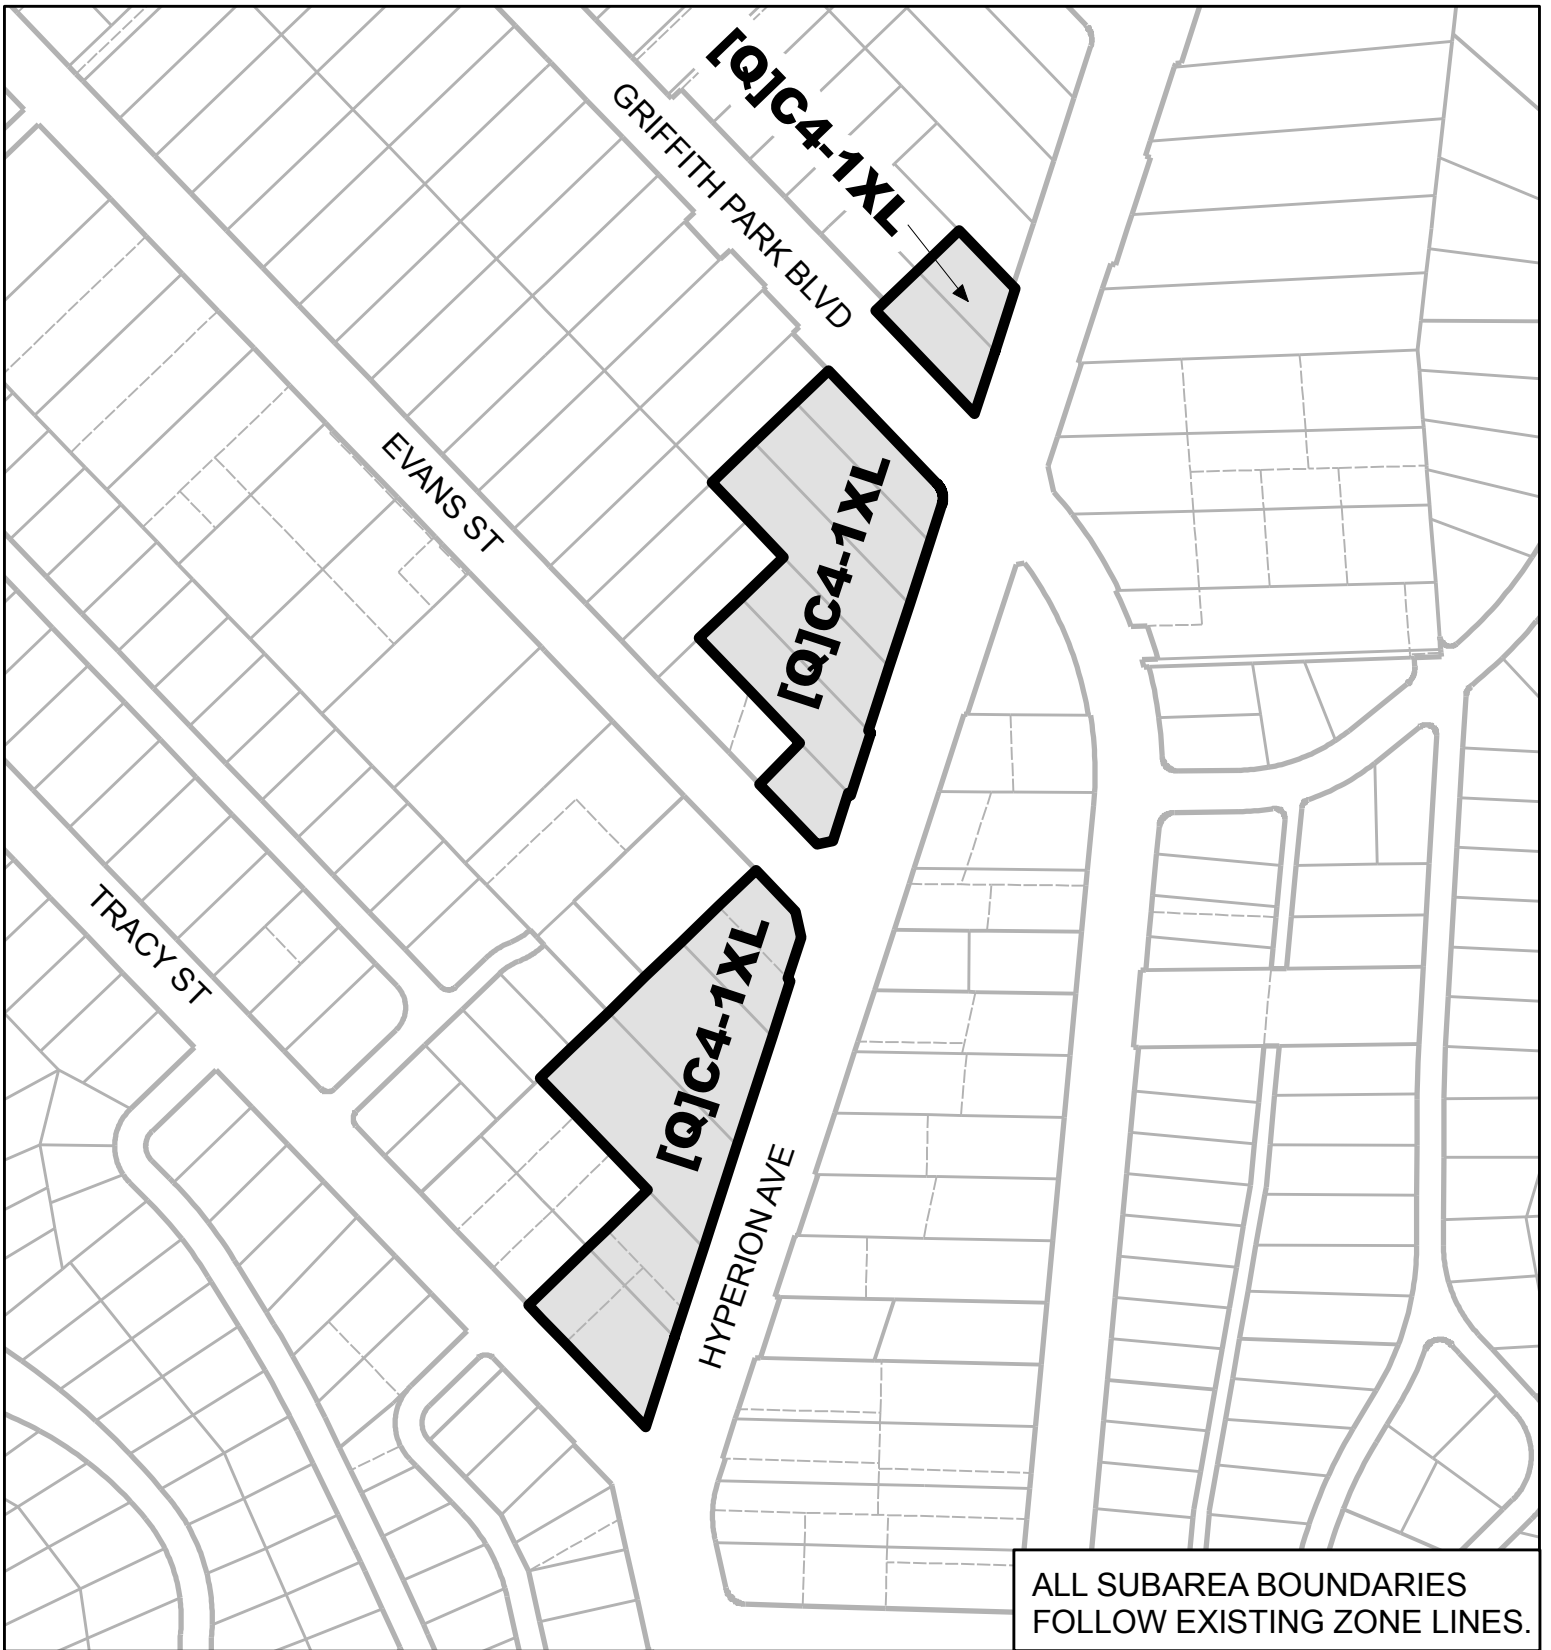 [Q]C4-1XL
GRIFFITH PARK BLVD
[Q]C4-1XL
EVANS ST
[Q]C4-1XL
TRACY ST
HYPERION AVE
ALL SUBAREA BOUNDARIES
FOLLOW EXISTING ZONE LINES.